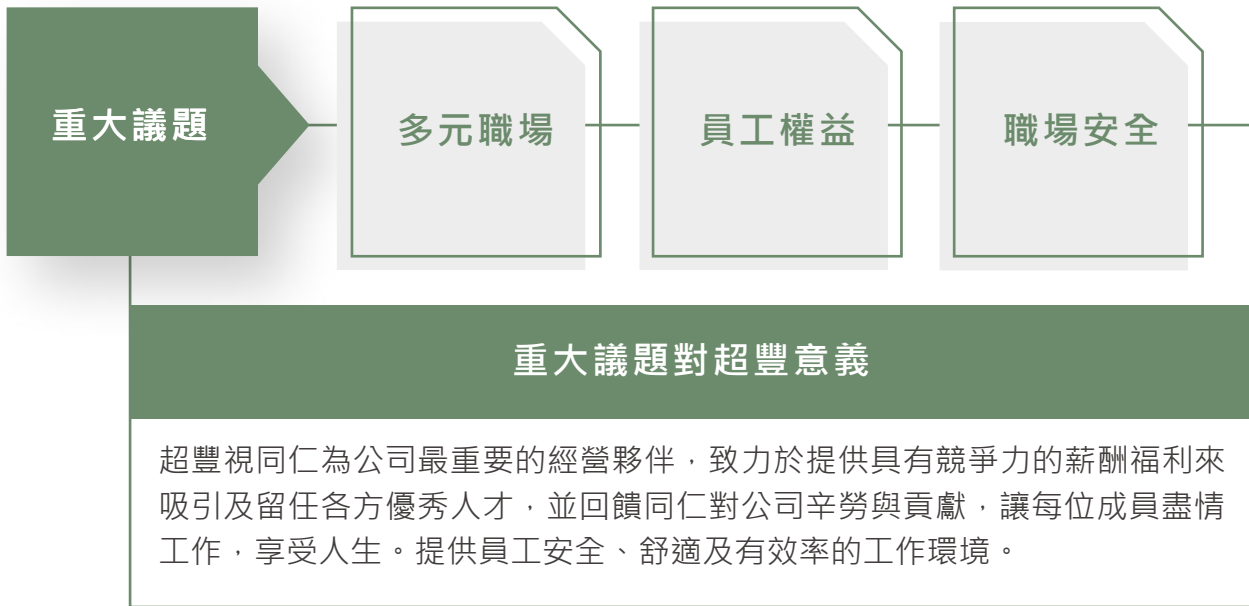 重大議題
多元職場
員工權益
職場安全
重大議題對超豐意義
超豐視同仁為公司最重要的經營夥伴，致力於提供具有競爭力的薪酬福利來
吸引及留任各方優秀人才，並回饋同仁對公司辛勞與貢獻，讓每位成員盡情
工作，享受人生。提供員工安全、舒適及有效率的工作環境。